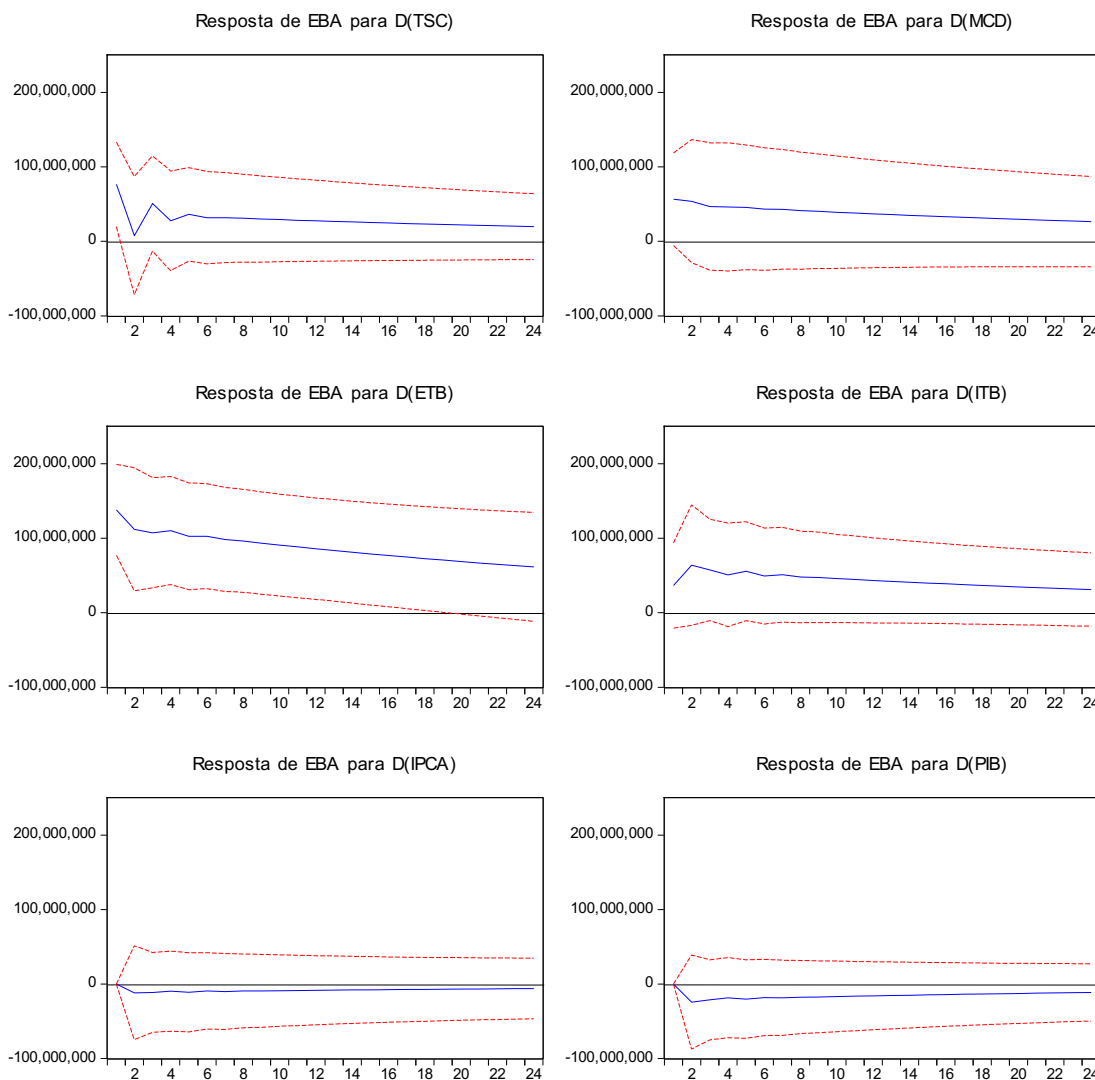 Resposta de EBA para D(TSC)
200,000,000
100,000,000
0
-100,000,000
2 4 6 8 10 12 14 16 18 20 22 24
Resposta de EBA para D(MCD)
200,000,000
100,000,000
0
-100,000,000
2 4 6 8 10 12 14 16 18 20 22 24
Resposta de EBA para D(ETB)
200,000,000
100,000,000
0
-100,000,000
2 4 6 8 10 12 14 16 18 20 22 24
Resposta de EBA para D(ITB)
200,000,000
100,000,000
0
-100,000,000
2 4 6 8 10 12 14 16 18 20 22 24
Resposta de EBA para D(IPCA)
200,000,000
100,000,000
0
-100,000,000
2 4 6 8 10 12 14 16 18 20 22 24
Resposta de EBA para D(PIB)
200,000,000
100,000,000
0
-100,000,000
2 4 6 8 10 12 14 16 18 20 22 24